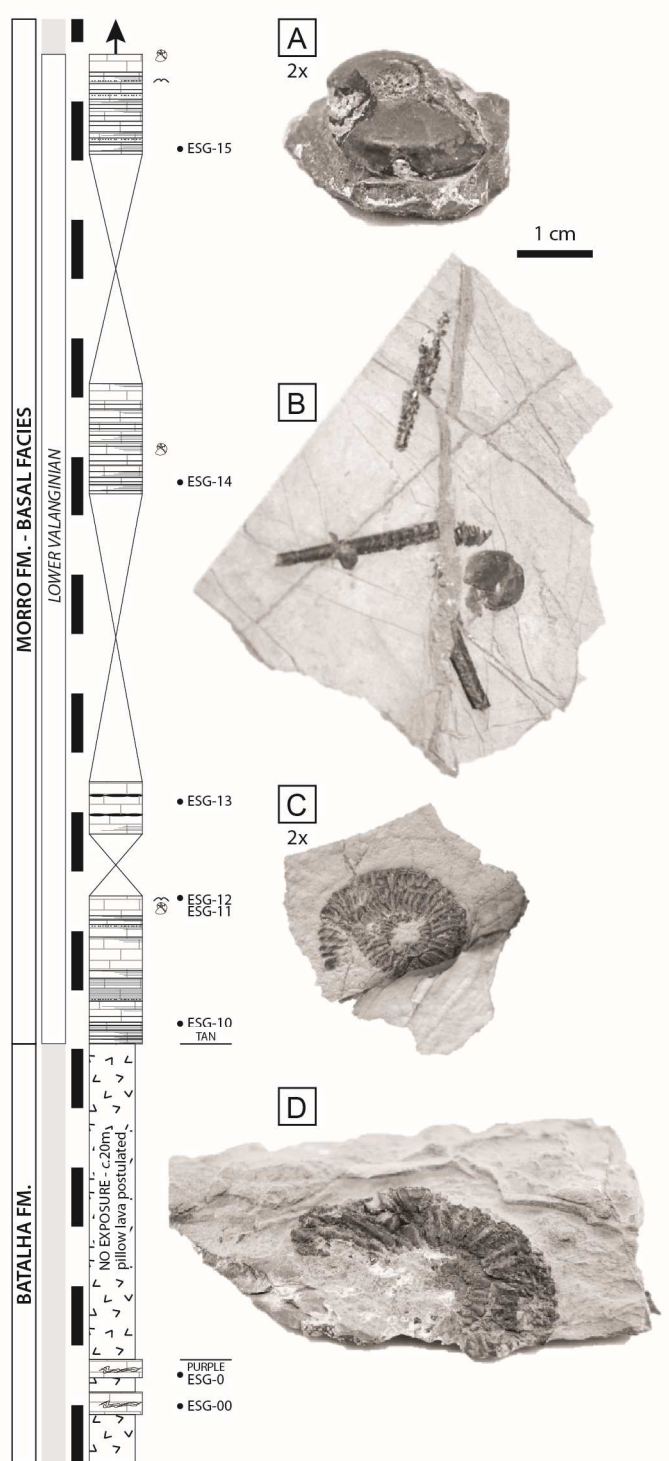 A
2x
ESG-15
1 cm
B
MORRO FM. - BASAL FACIES
LOWER VALANGINIAN
ESG-14
C
2x
ESG-13
ESG-12
ESG-11
ESG-10
TAN
D
NO EXPOSURE - c.20m,
pillow lava postulated
BATALHA FM.
PURPLE
ESG-0
ESG-00